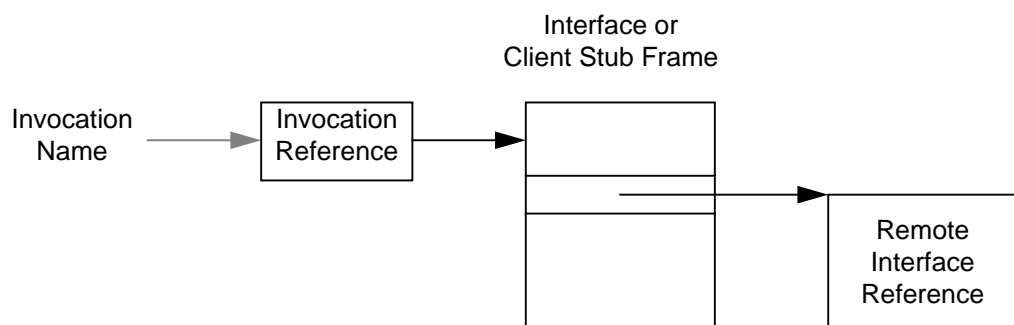 Interface or
Client Stub Frame
Invocation
Name
Invocation
Reference
Remote
Interface
Reference